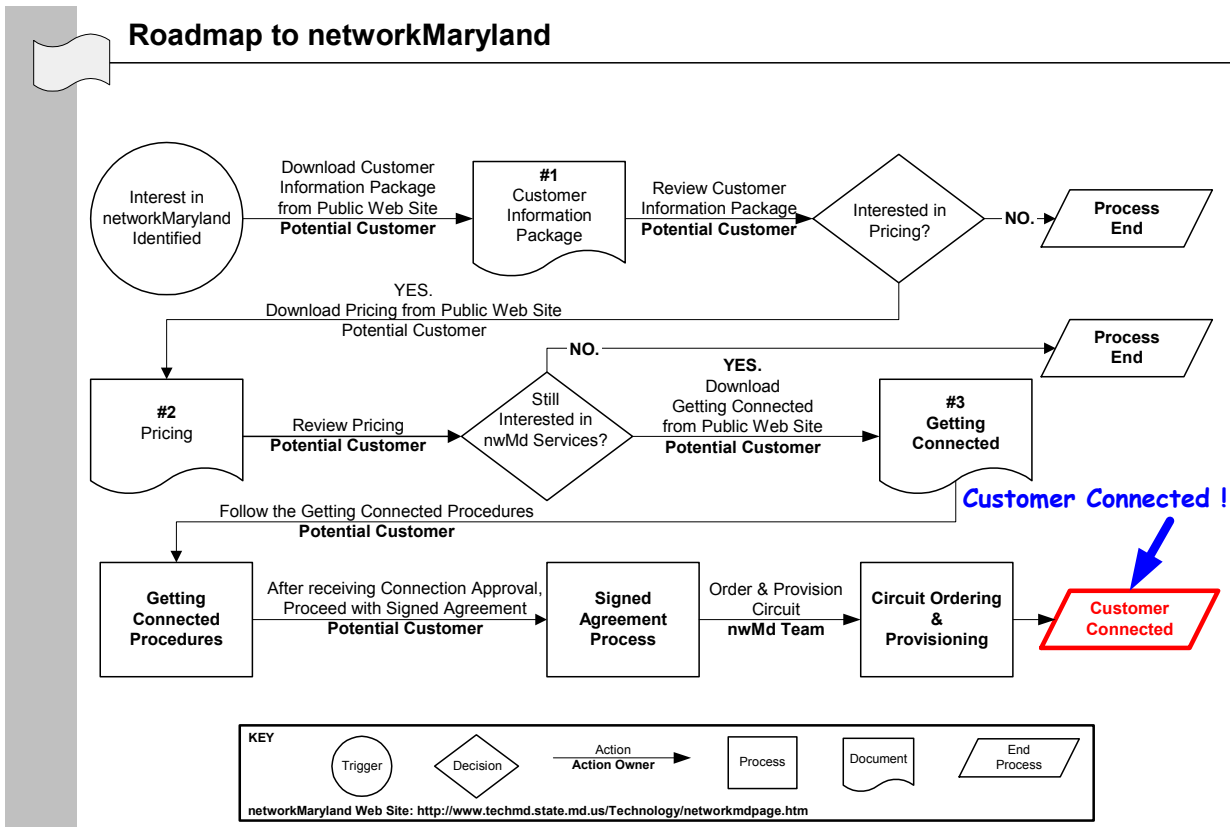 Roadmap to networkMaryland
Interest in
networkMaryland
Identified
Download Customer
Information Package
from Public Web Site
Potential Customer
#1
Customer
Information
Package
Review Customer
Information Package
Potential Customer
Interested in
Pricing?
NO.
Process
End
YES.
Download Pricing from Public Web Site
Potential Customer
#2
Pricing
Review Pricing
Potential Customer
Still
Interested in
nwMd Services?
NO.
Process
End
YES.
Download
Getting Connected
from Public Web Site
Potential Customer
#3
Getting
Connected
Customer Connected !
Follow the Getting Connected Procedures
Potential Customer
Getting
Connected
Procedures
After receiving Connection Approval,
Proceed with Signed Agreement
Potential Customer
Signed
Agreement
Process
Order & Provision
Circuit
nwMd Team
Circuit Ordering
&
Provisioning
Customer
Connected
KEY
Trigger
Decision
Action
Action Owner
Process
Document
End
Process
networkMaryland Web Site: http://www.techmd.state.md.us/Technology/networkmdpage.htm